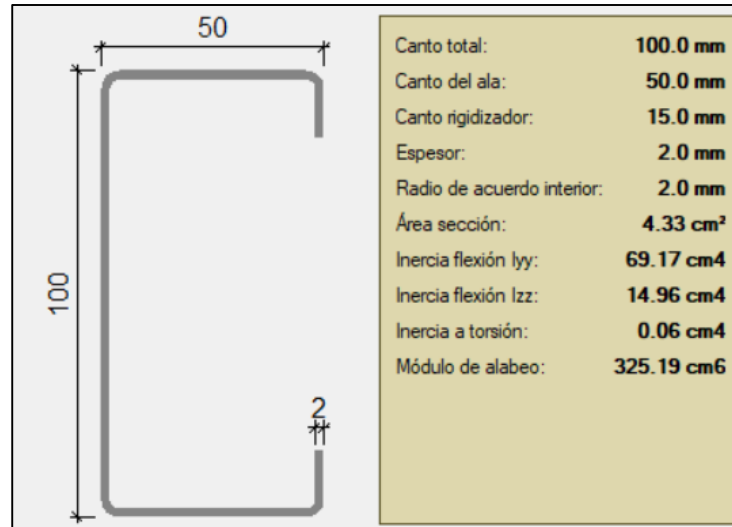 50
100
2
Canto total: 100.0 mm
Canto del ala: 50.0 mm
Canto rigidizador: 15.0 mm
Espesor: 2.0 mm
Radio de acuerdo interior: 2.0 mm
Área sección: 4.33 cm²
Inercia flexión Iyy: 69.17 cm4
Inercia flexión Izz: 14.96 cm4
Inercia a torsión: 0.06 cm4
Módulo de alabeo: 325.19 cm6